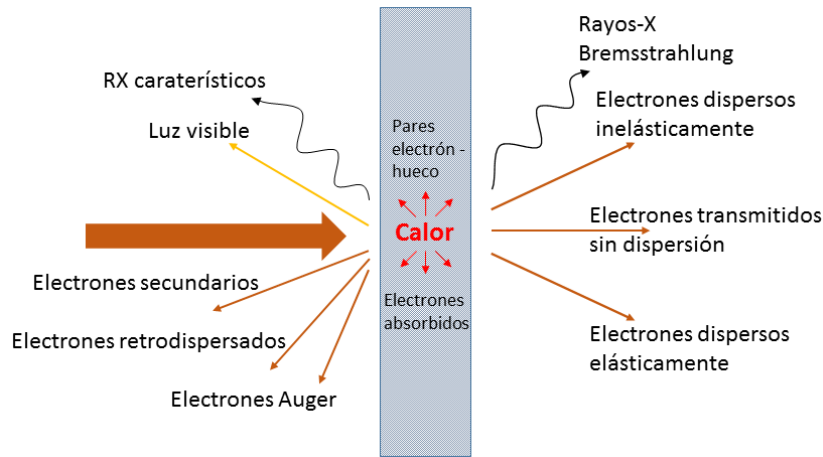 RX caraterísticos
Luz visible
Electrones secundarios
Electrones retrodispersados
Electrones Auger
Pares
electrón -
hueco
Calor
Electrones
absorbidos
Rayos-X
Bremsstrahlung
Electrones dispersos
inelásticamente
Electrones transmitidos
sin dispersión
Electrones dispersos
elásticamente